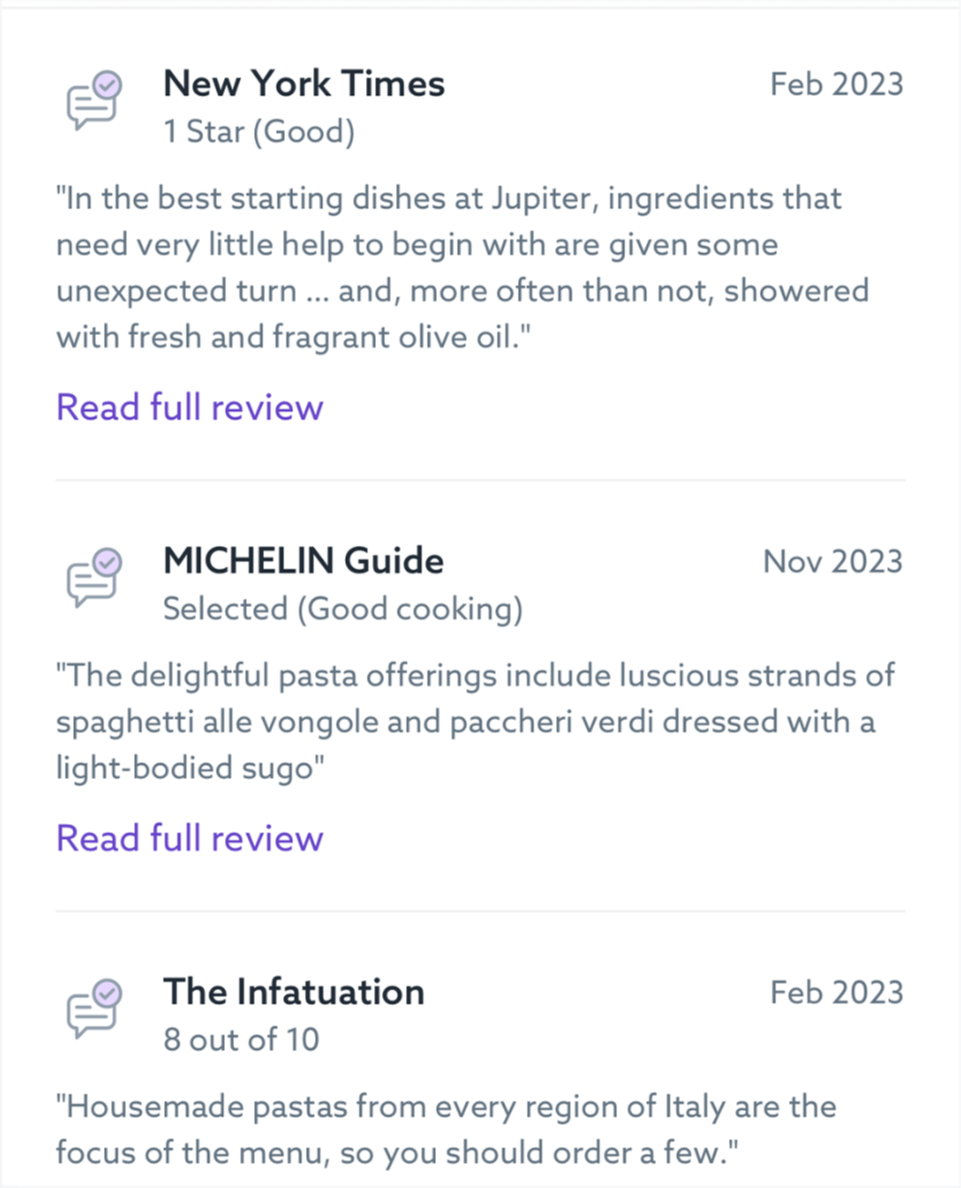 New York Times
Feb 2023
1 Star (Good)
"In the best starting dishes at Jupiter, ingredients that
need very little help to begin with are given some
unexpected turn ... and, more often than not, showered
with fresh and fragrant olive oil."
Read full review
MICHELIN Guide
Nov 2023
Selected (Good cooking)
"The delightful pasta offerings include luscious strands of
spaghetti alle vongole and paccheri verdi dressed with a
light-bodied sugo"
Read full review
The Infatuation
Feb 2023
8 out of 10
"Housemade pastas from every region of Italy are the
focus of the menu, so you should order a few."